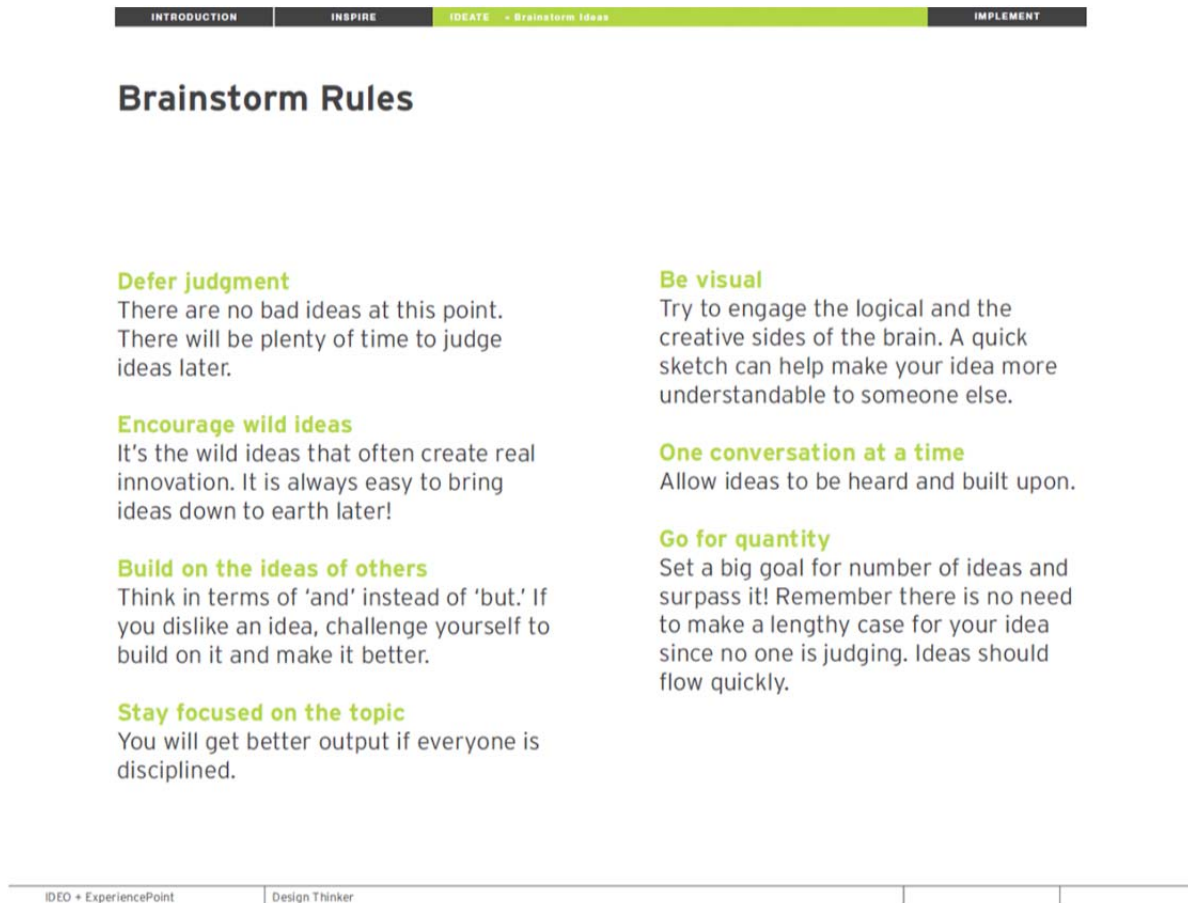 INTRODUCTION
INSPIRE
IDEATE - Brainstorm Ideas
IMPLEMENT
Brainstorm Rules
Defer judgment
There are no bad ideas at this point.
There will be plenty of time to judge
ideas later.
Encourage wild ideas
It's the wild ideas that often create real
innovation. It is always easy to bring
ideas down to earth later!
Build on the ideas of others
Think in terms of 'and' instead of 'but.' If
you dislike an idea, challenge yourself to
build on it and make it better.
Stay focused on the topic
You will get better output if everyone is
disciplined.
Be visual
Try to engage the logical and the
creative sides of the brain. A quick
sketch can help make your idea more
understandable to someone else.
One conversation at a time
Allow ideas to be heard and built upon.
Go for quantity
Set a big goal for number of ideas and
surpass it! Remember there is no need
to make a lengthy case for your idea
since no one is judging. Ideas should
flow quickly.
IDEO + ExperiencePoint
Design Thinker